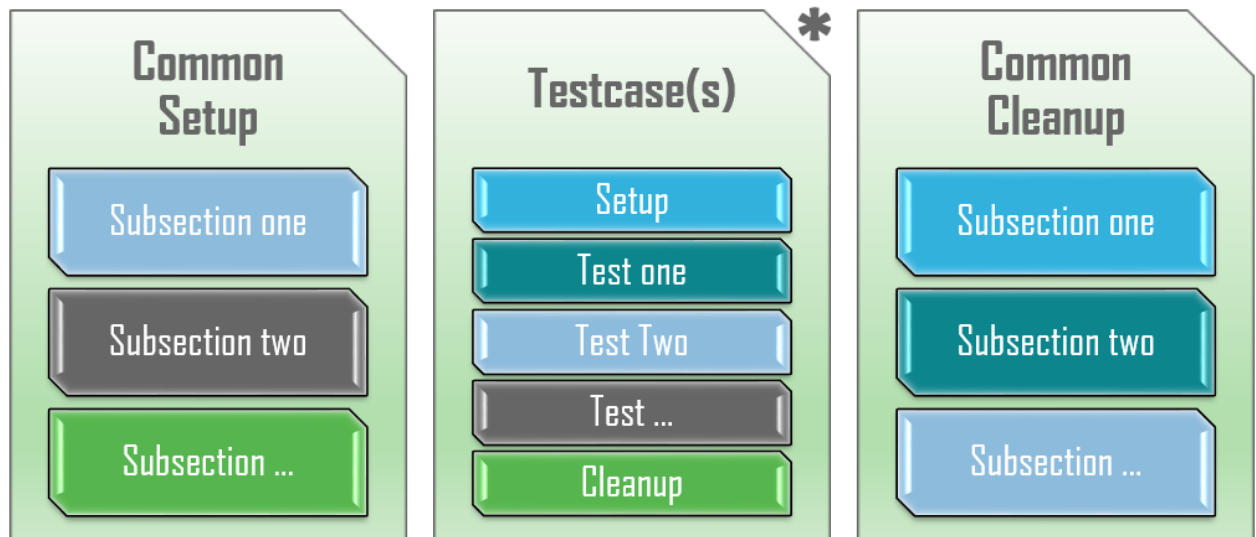 Common
Setup
Subsection one
Subsection two
Subsection ...
*
Testcase(s)
Setup
Test one
Test Two
Test ...
Cleanup
Common
Cleanup
Subsection one
Subsection two
Subsection ...